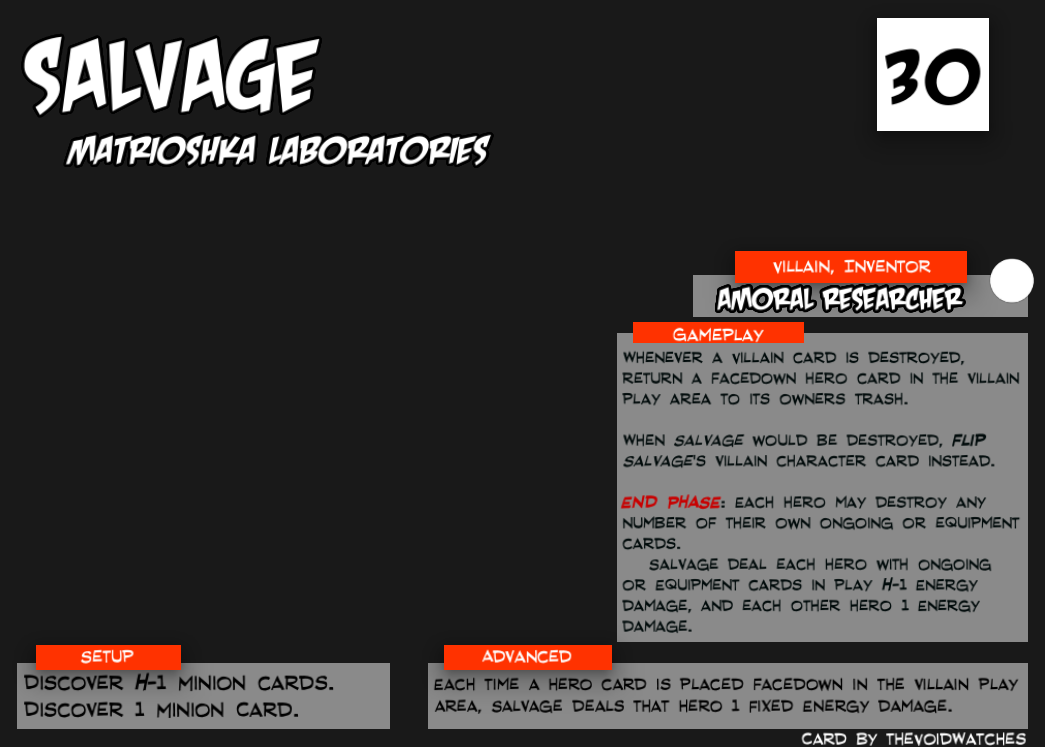 SALVAGE
MATRIOSHKA LABORATORIES
30
VILLAIN, INVENTOR
AMORAL RESEARCHER
GAMEPLAY
WHENEVER A VILLAIN CARD IS DESTROYED,
RETURN A FACEDOWN HERO CARD IN THE VILLAIN
PLAY AREA TO ITS OWNERS TRASH.
WHEN SALVAGE WOULD BE DESTROYED, FLIP
SALVAGE'S VILLAIN CHARACTER CARD INSTEAD.
END PHASE: EACH HERO MAY DESTROY ANY
NUMBER OF THEIR OWN ONGOING OR EQUIPMENT
CARDS.
SALVAGE DEAL EACH HERO WITH ONGOING
OR EQUIPMENT CARDS IN PLAY H-1 ENERGY
DAMAGE, AND EACH OTHER HERO 1 ENERGY
DAMAGE.
SETUP
DISCOVER H-1 MINION CARDS.
DISCOVER 1 MINION CARD.
ADVANCED
EACH TIME A HERO CARD IS PLACED FACEDOWN IN THE VILLAIN PLAY
AREA, SALVAGE DEALS THAT HERO 1 FIXED ENERGY DAMAGE.
CARD BY THEVOIDWATCHES